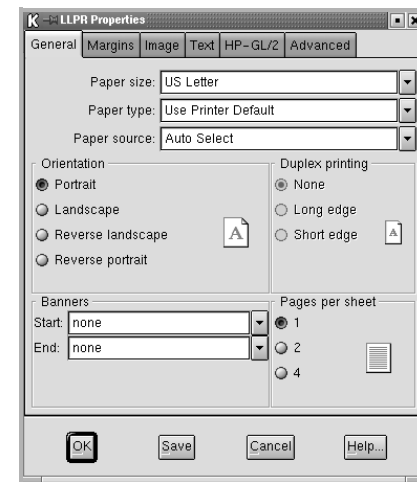 LLPR Properties
General Margins Image Text HP-GL/2 Advanced
Paper size: US Letter
Paper type: Use Printer Default
Paper source: Auto Select
Orientation
Portrait
Landscape
Reverse landscape
Reverse portrait
A
Duplex printing
None
Long edge
Short edge
A
Banners
Start: none
End: none
Pages per sheet
1
2
4
OK Save Cancel Help...